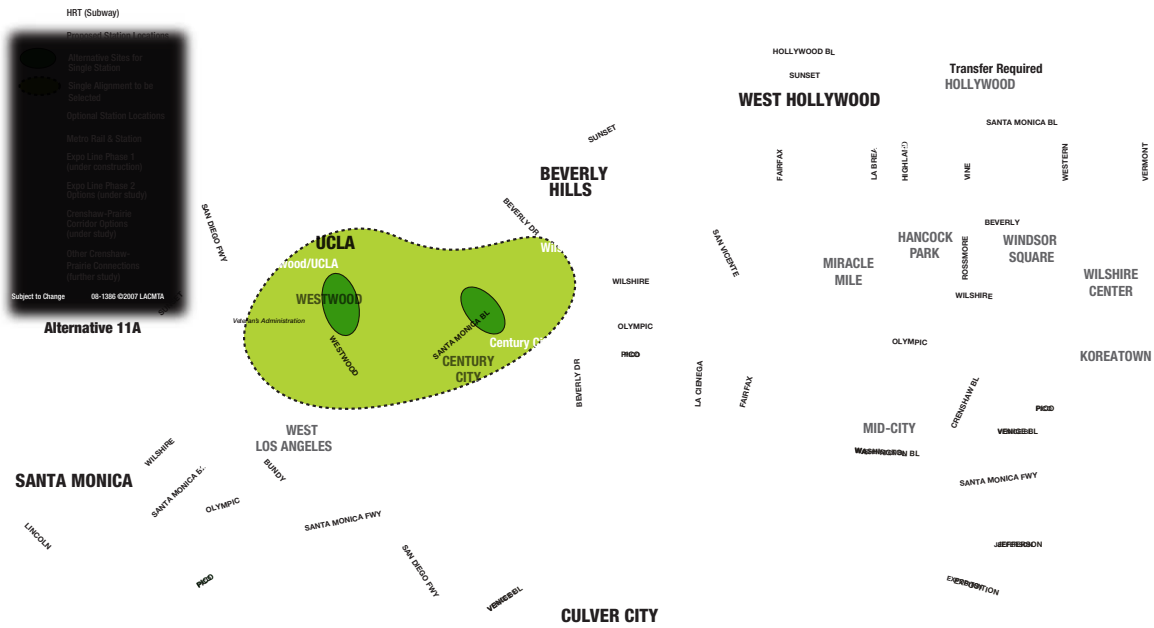 HRT (Subway)
Proposed Station Locations
Alternative Sites for
Single Station
Single Alignment to be
Selected
Optional Station Locations
Metro Rail & Station
Expo Line Phase 1
(under construction)
Expo Line Phase 2
Options (under study)
Crenshaw-Prairie
Corridor Options
(under study)
Other Crenshaw-
Prairie Connections
(further study)
Subject to Change 08-1386 ©2007 LACMTA
Alternative 11A
HOLLYWOOD BL
SUNSET
WEST HOLLYWOOD
Transfer Required
HOLLYWOOD
SANTA MONICA BL
SUNSET
FAIRFAX
LA BREA
HIGHLAND
VINE
WESTERN
VERMONT
BEVERLY
HILLS
BEVERLY DR
SAN DIEGO FWY
UCLA
wood/UCLA
WESTWOOD
Veteran's Administration
WESTWOOD
SANTA MONICA BL
Century C
CENTURY
CITY
WILSHIRE
OLYMPIC
PICO
BEVERLY DR
SAN VICENTE
LA CIENEGA
FAIRFAX
MIRACLE
MILE
HANCOCK
PARK
BEVERLY
ROSSMORE
WINDSOR
SQUARE
WILSHIRE
WILSHIRE
CENTER
OLYMPIC
KOREATOWN
CRENSHAW BL
PICO
VENICE BL
MID-CITY
WASHINGTON BL
SANTA MONICA FWY
JEFFERSON
EXPOSITION
WEST
LOS ANGELES
BUNDY
WILSHIRE
SANTA MONICA BL
SANTA MONICA
OLYMPIC
LINCOLN
PICO
SANTA MONICA FWY
SAN DIEGO FWY
VENICE BL
CULVER CITY